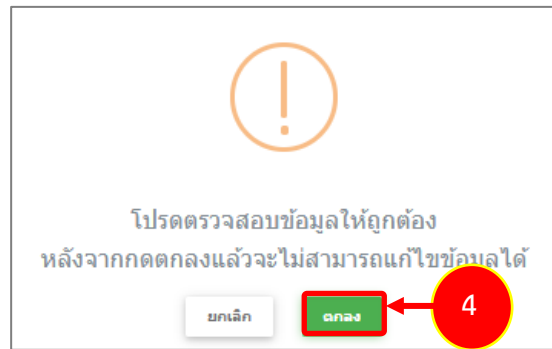 !
โปรดตรวจสอบข้อมูลให้ถูกต้อง
หลังจากกดตกลงแล้วจะไม่สามารถแก้ไขข้อมูลได้
ยกเลิก ตกลง 4